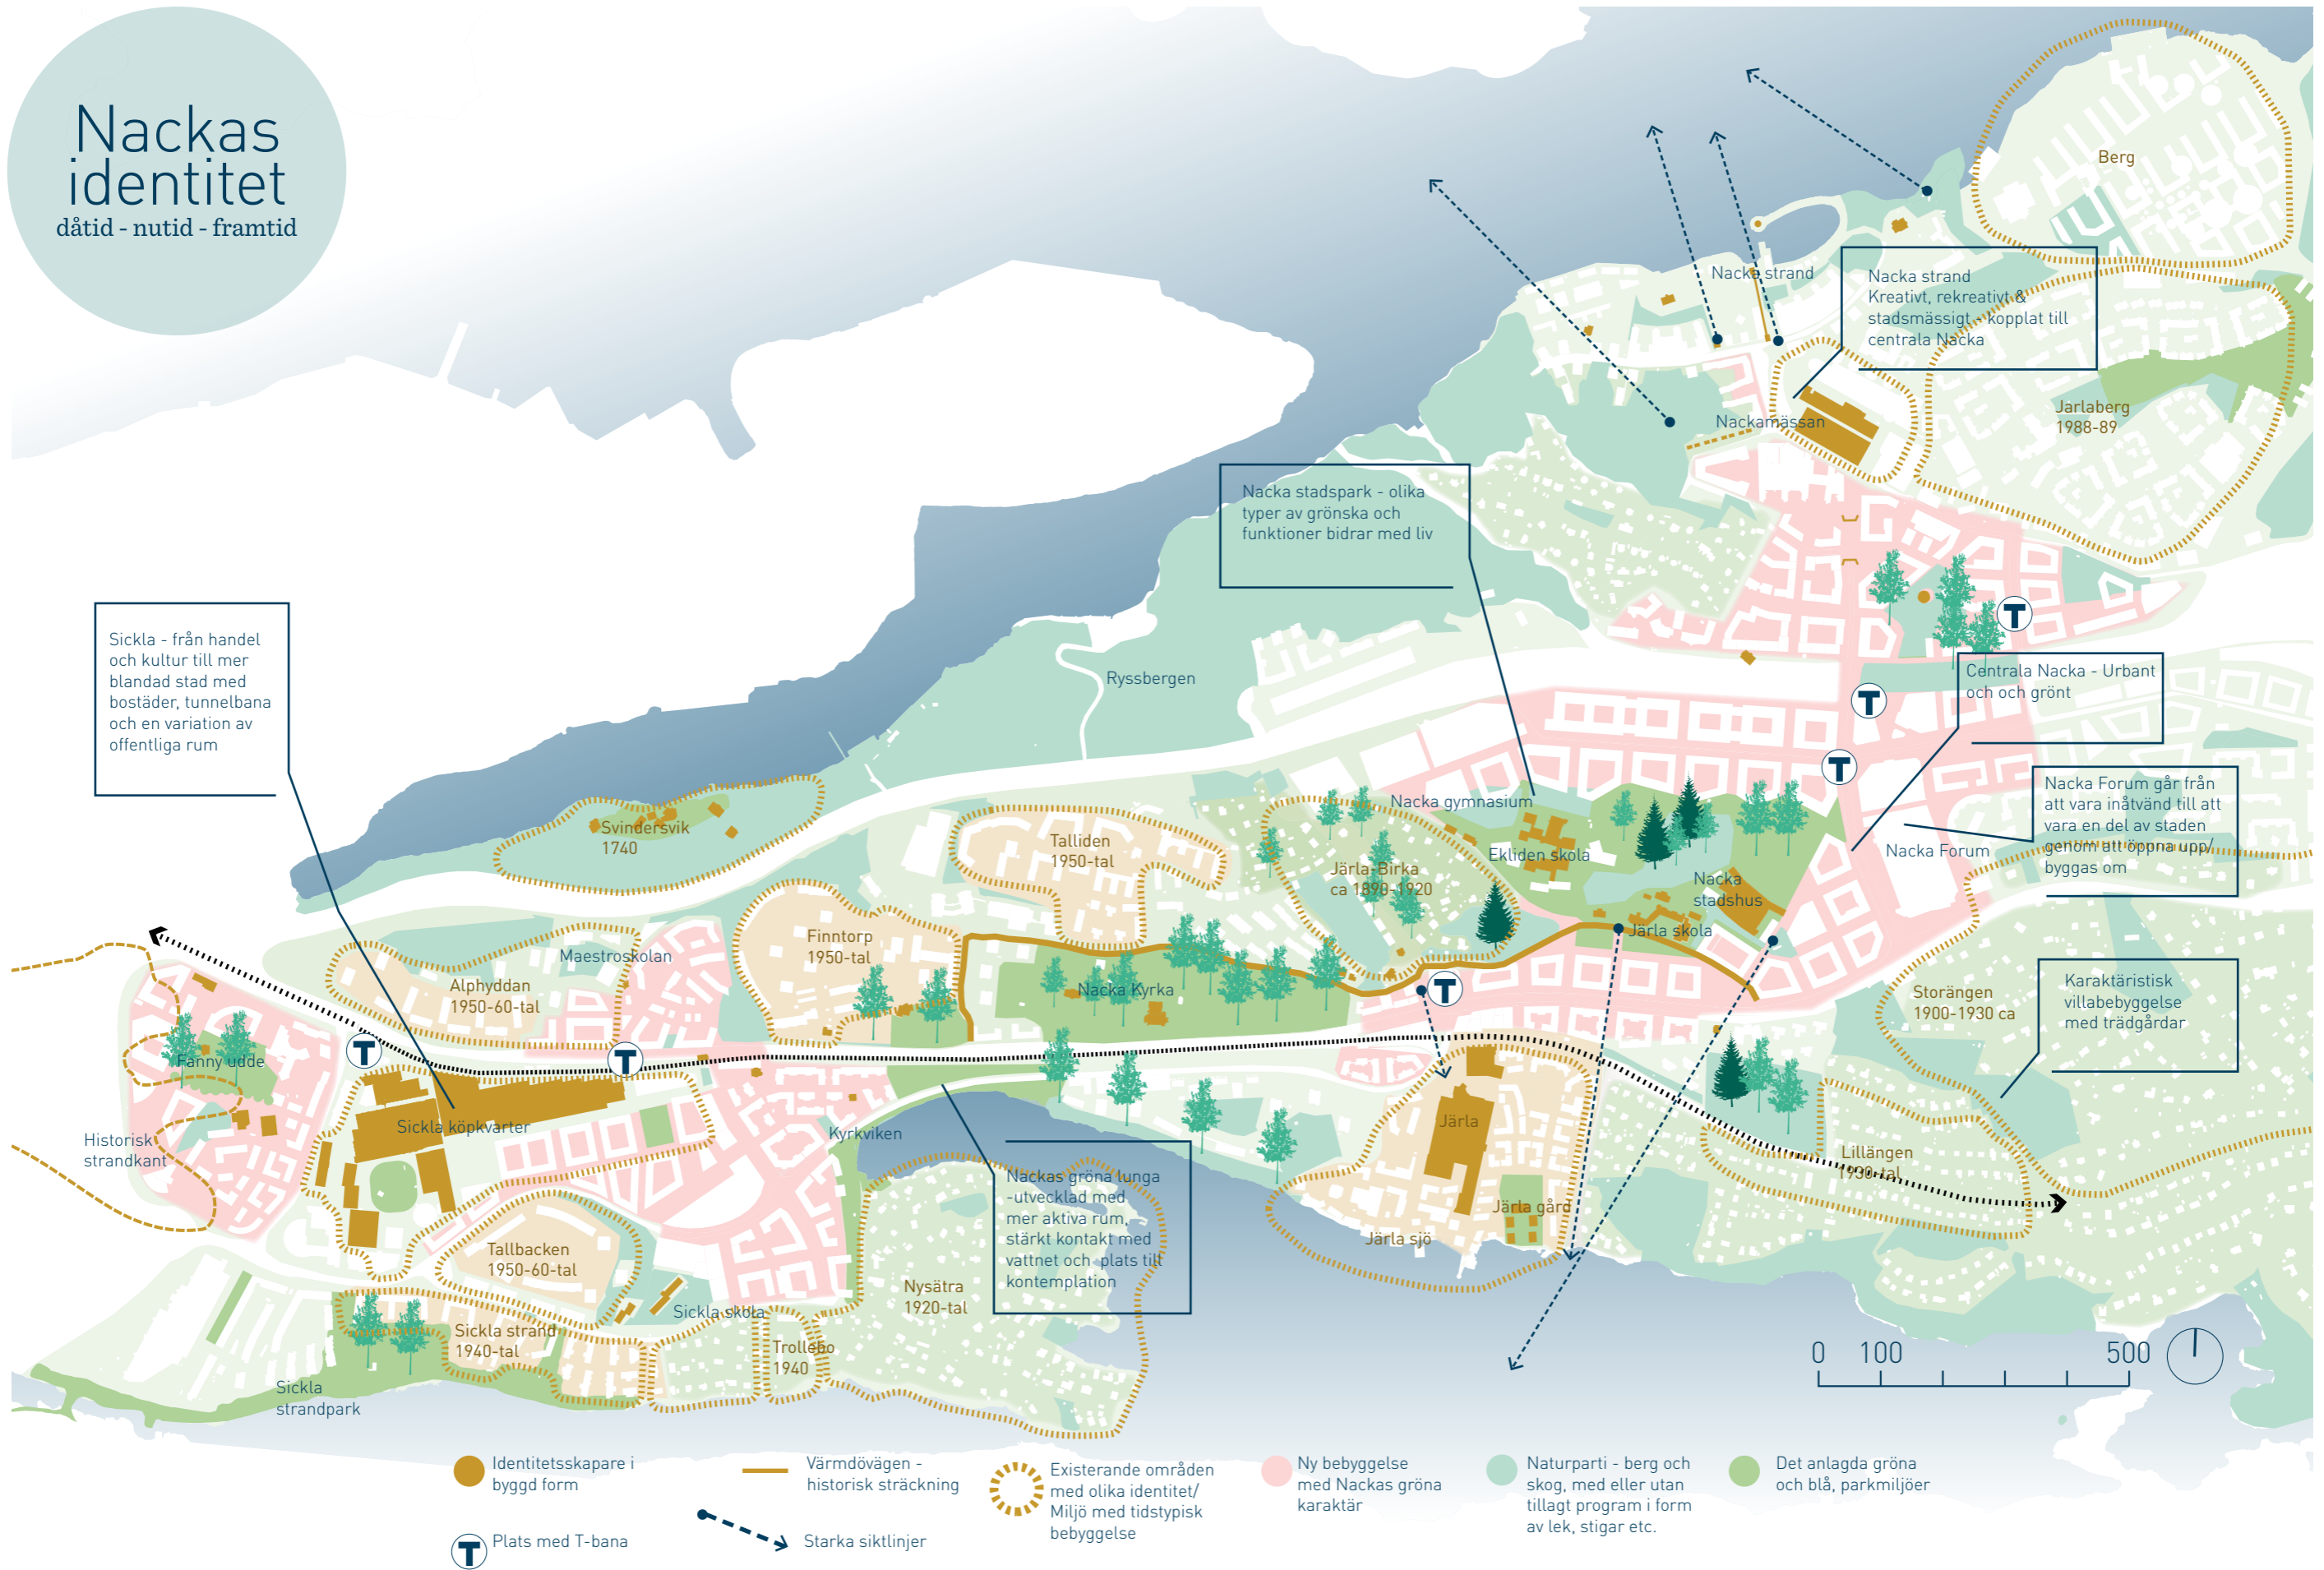 Nackas
identitet
dåtid - nutid - framtid
Berg
Nacka strand
Nacka strand
Kreativt, rekreativt &
stadsmässigt - kopplat till
centrala Nacka
Nackamässan
Jarlaberg
1988-89
Nacka stadspark - olika
typer av grönska och
funktioner bidrar med liv
Sickla - från handel
och kultur till mer
blandad stad med
bostäder, tunnelbana
och en variation av
offentliga rum
Ryssbergen
T
Centrala Nacka - Urbant
och och grönt
T
T
Nacka Forum går från
att vara inåtvänd till att
vara en del av staden
genom att öppna upp/
byggas om
Nacka Forum
Nacka gymnasium
Ekliden skola
Svindersvik
1740
Talliden
1950-tal
Järla-Birka
ca 1890-1920
Nacka
stadshus
Järla skola
Finntorp
1950-tal
Maestroskolan
Alphyddan
1950-60-tal
Nacka Kyrka
T
Storängen
1900-1930 ca
Karaktäristisk
villabebyggelse
med trädgårdar
Fanny udde
T
T
Sickla köpkvarter
Kyrkviken
Historisk
strandkant
Järla
Lillängen
1930-tal
Nackas gröna lunga
-utvecklad med
mer aktiva rum,
stärkt kontakt med
vattnet och plats till
kontemplation
Järla gård
Järla sjö
Tallbacken
1950-60-tal
Nysätra
1920-tal
Sickla skola
Sickla strand
1940-tal
Trollebo
1940
Sickla
strandpark
0 100 500
Identitetsskapare i
byggd form
Värmdövägen -
historisk sträckning
Existerande områden
med olika identitet/
Miljö med tidstypisk
bebyggelse
Ny bebyggelse
med Nackas gröna
karaktär
Naturparti - berg och
skog, med eller utan
tillagt program i form
av lek, stigar etc.
Det anlagda gröna
och blå, parkmiljöer
T
Plats med T-bana
Starka siktlinjer